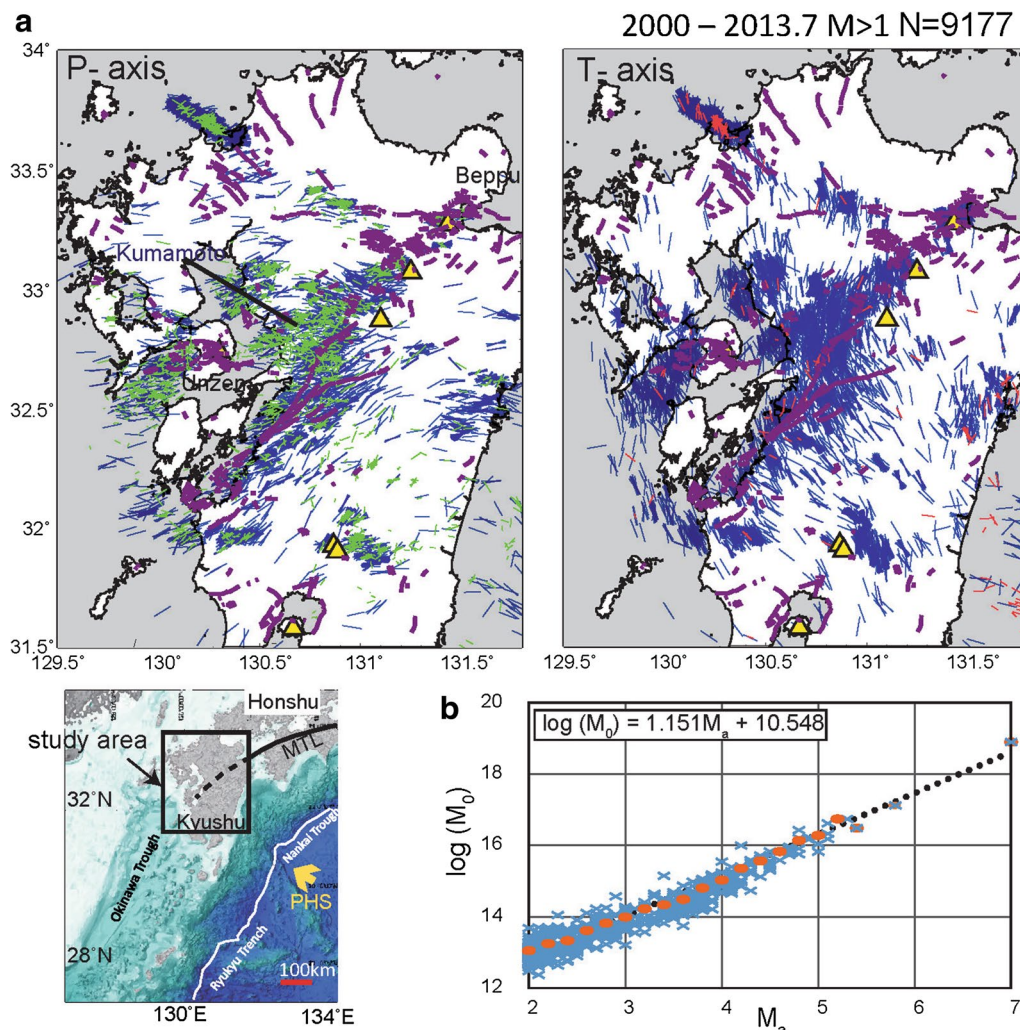 a
2000 – 2013.7 M>1 N=9177
34˚
P- axis
T- axis
33.5˚
Beppu
Kumamoto
33˚
Unzen
32.5˚
32˚
31.5˚
129.5˚ 130˚ 130.5˚ 131˚ 131.5˚
129.5˚ 130˚ 130.5˚ 131˚ 131.5˚
Honshu
study area
MTL
32˚N
Kyushu
Okinawa Trough
Nankai Trough
PHS
Ryukyu Trench
28˚N
100km
130˚E 134˚E
b
20
log (M0) = 1.151Ma + 10.548
18
16
14
12
log (M0)
2 3 4 5 6 7
Ma